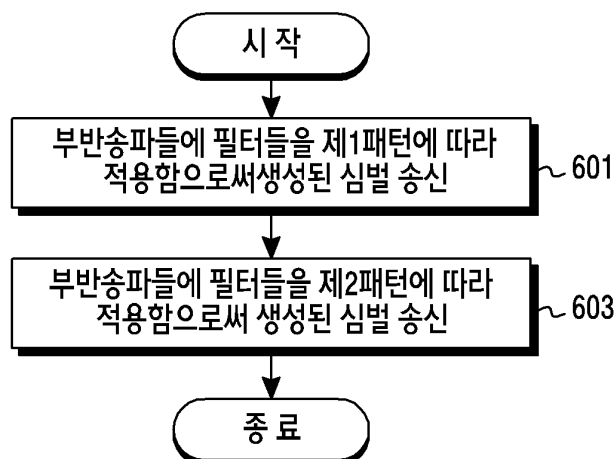 시 작
부반송파들에 필터들을 제1패턴에 따라
적용함으로써생성된 심벌 송신
601
부반송파들에 필터들을 제2패턴에 따라
적용함으로써 생성된 심벌 송신
603
종 료